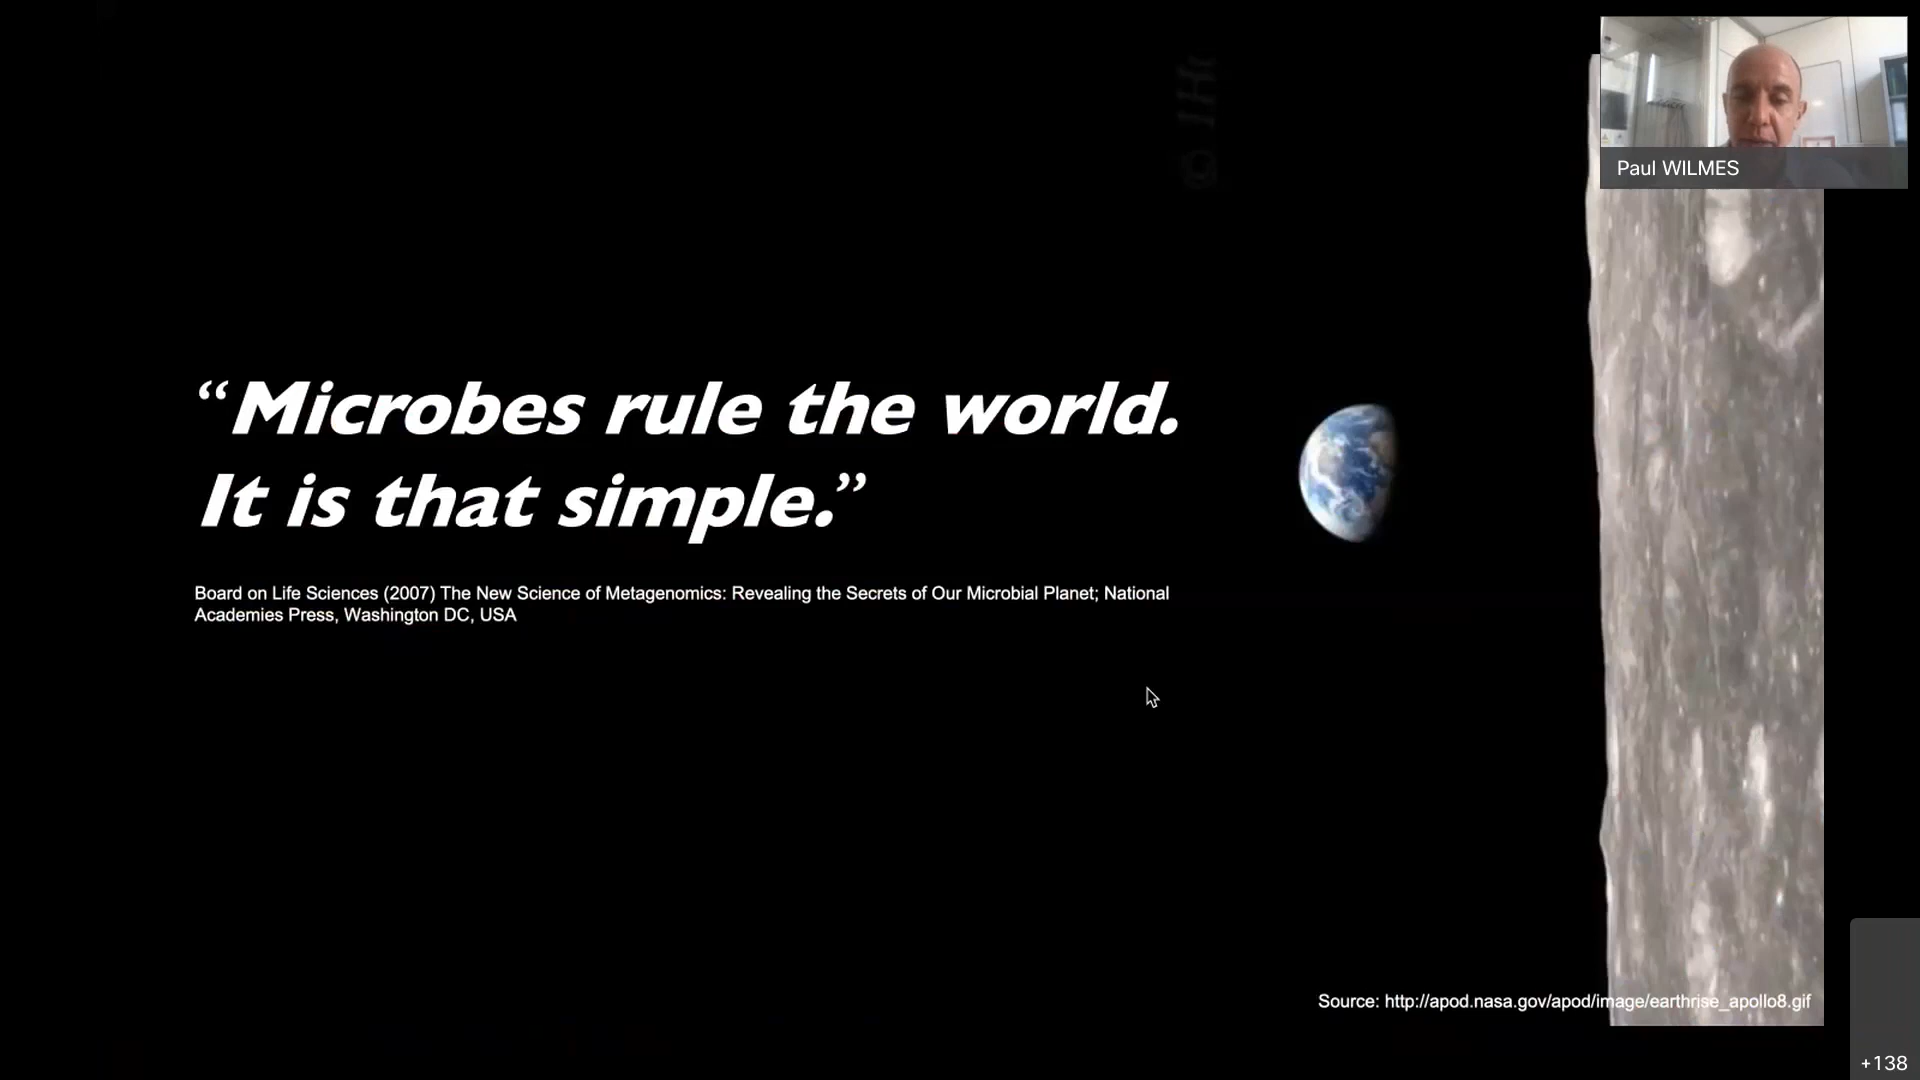 Paul WILMES
“Microbes rule the world.
It is that simple.”
Board on Life Sciences (2007) The New Science of Metagenomics: Revealing the Secrets of Our Microbial Planet; National
Academies Press, Washington DC, USA
Source: http://apod.nasa.gov/apod/image/earthrise_apollo8.gif
+138